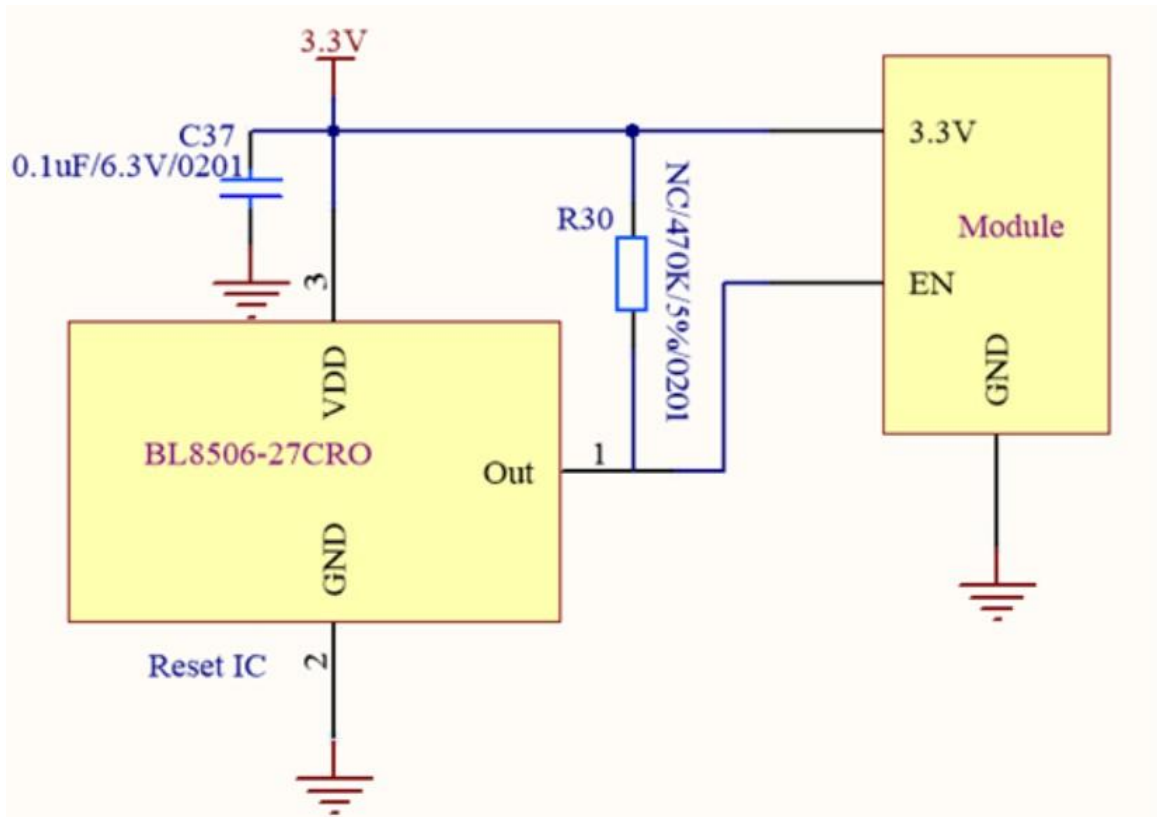 3.3V
C37
0.1uF/6.3V/0201
3.3V
Module
R30
NC/470K/5%/0201
EN
GND
3
VDD
BL8506-27CRO
Out
1
GND
Reset IC
2